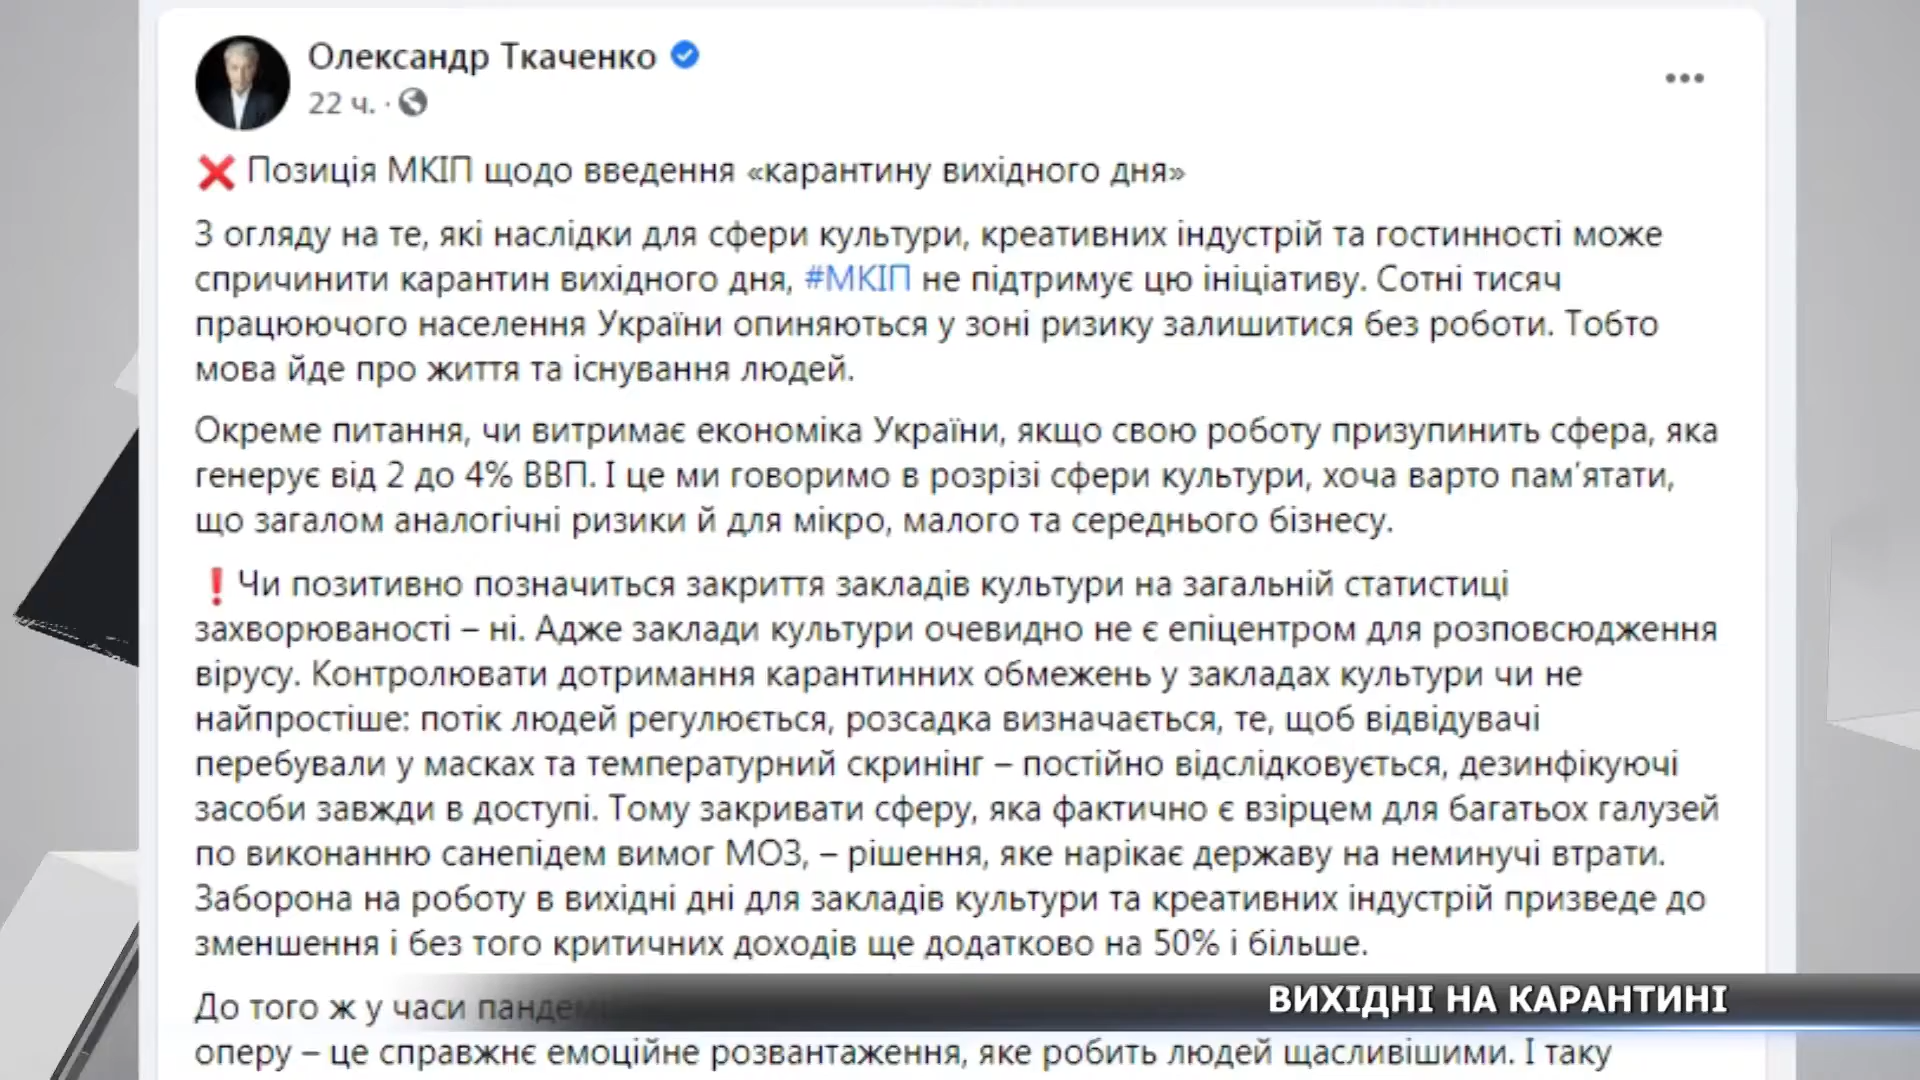 Олександр Ткаченко
22 ч. ·
Позиція МКІП щодо введення «карантину вихідного дня»
З огляду на те, які наслідки для сфери культури, креативних індустрій та гостинності може
спричинити карантин вихідного дня, #МКІП не підтримує цю ініціативу. Сотні тисяч
працюючого населення України опиняються у зоні ризику залишитися без роботи. Тобто
мова йде про життя та існування людей.
Окреме питання, чи витримає економіка України, якщо свою роботу призупинить сфера, яка
генерує від 2 до 4% ВВП. І це ми говоримо в розрізі сфери культури, хоча варто пам'ятати,
що загалом аналогічні ризики й для мікро, малого та середнього бізнесу.
❗Чи позитивно позначиться закриття закладів культури на загальній статистиці
захворюваності – ні. Адже заклади культури очевидно не є епіцентром для розповсюдження
вірусу. Контролювати дотримання карантинних обмежень у закладах культури чи не
найпростіше: потік людей регулюється, розсадка визначається, те, щоб відвідувачі
перебували у масках та температурний скринінг – постійно відслідковується, дезинфікуючі
засоби завжди в доступі. Тому закривати сферу, яка фактично є взірцем для багатьох галузей
по виконанню санепідем вимог МОЗ, – рішення, яке нарікає державу на неминучі втрати.
Заборона на роботу в вихідні дні для закладів культури та креативних індустрій призведе до
зменшення і без того критичних доходів ще додатково на 50% і більше.
До того ж у часи пандемі
ВИХІДНІ НА КАРАНТИНІ
оперу – це справжнє емоційне розвантаження, яке робить людей щасливішими. І таку